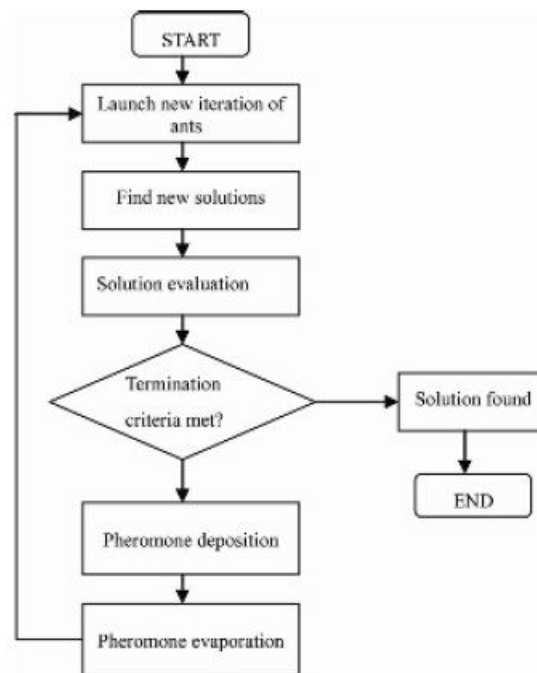 START
Launch new iteration of
ants
Find new solutions
Solution evaluation
Termination
criteria met?
Solution found
END
Pheromone deposition
Pheromone evaporation